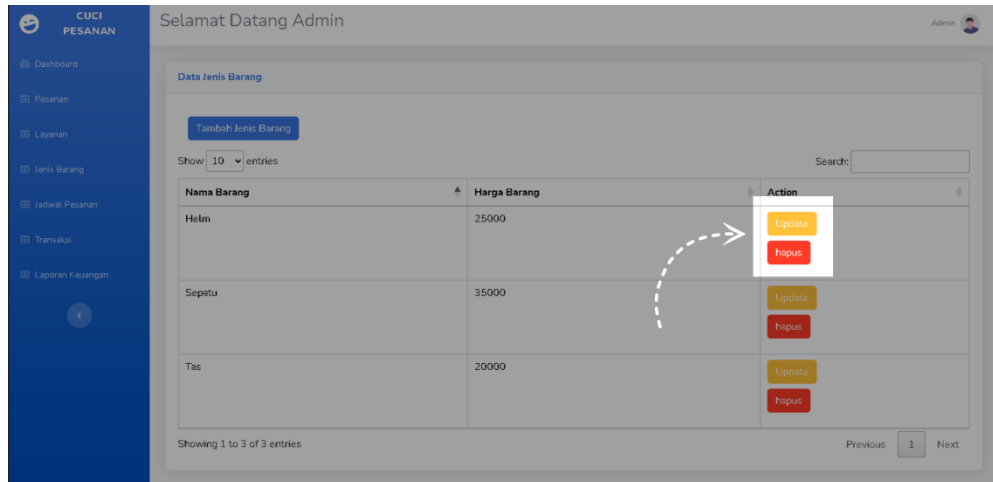 CUCI
PESANAN
Selamat Datang Admin
Admin
Dashboard
Pesanan
Layanan
Jenis Barang
Jadwal Pesanan
Transaksi
Laporan Keuangan
Data Jenis Barang
Tambah Jenis Barang
Show 10 entries
Search:
Nama Barang Harga Barang Action
Helm 25000 Update
hapus
Sepatu 35000 Update
hapus
Tas 20000 Update
hapus
Showing 1 to 3 of 3 entries
Previous 1 Next